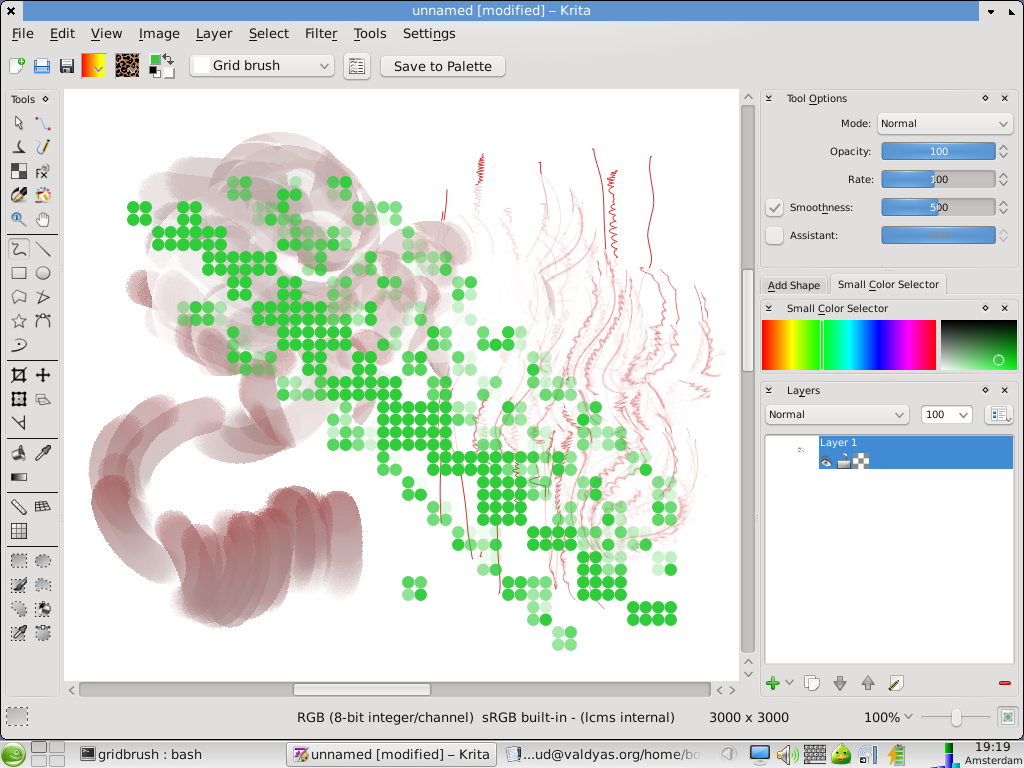 unnamed [modified] – Krita
File Edit View Image Layer Select Filter Tools Settings
Grid brush Save to Palette
Tools
Tool Options
Mode: Normal
Opacity: 100
Rate: 100
Smoothness: 500
Assistant:
Add Shape Small Color Selector
Small Color Selector
Layers
Normal 100
Layer 1
RGB (8-bit integer/channel) sRGB built-in - (lcms internal) 3000 x 3000 100%
gridbrush : bash unnamed [modified] – Krita ...ud@valdyas.org/home/bo 19:19
Amsterdam